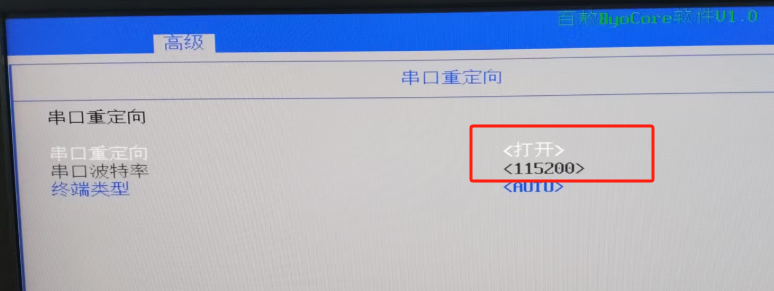 百敖ByoCore软件V1.0
高级
串口重定向
串口重定向
串口重定向 <打开>
串口波特率 <115200>
终端类型 <AUTO>